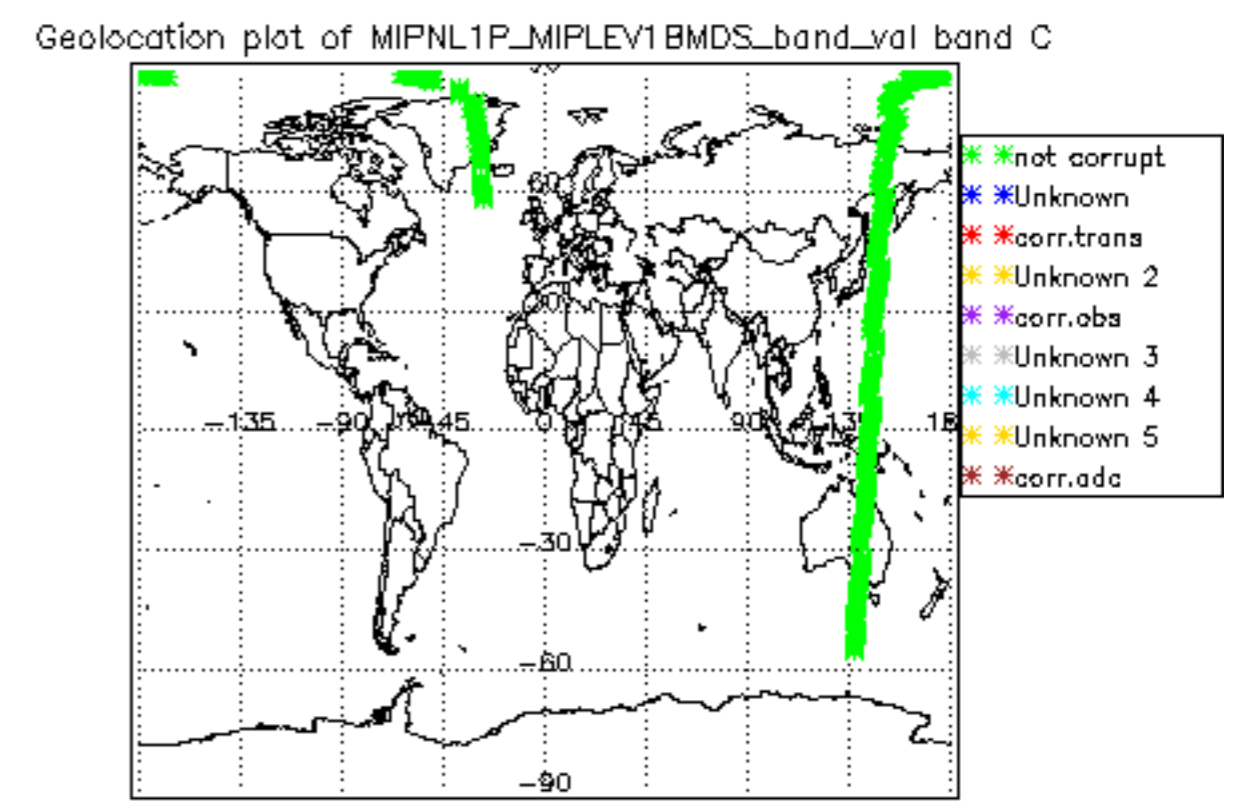 Geolocation plot of MIPNL1P_MIPLEV1BMDS_band_val band C
not corrupt
Unknown
corr.trans
Unknown 2
corr.obs
Unknown 3
Unknown 4
Unknown 5
corr.adc
60
-135 -90 -45 0 45 90 135
-30
-60
-90